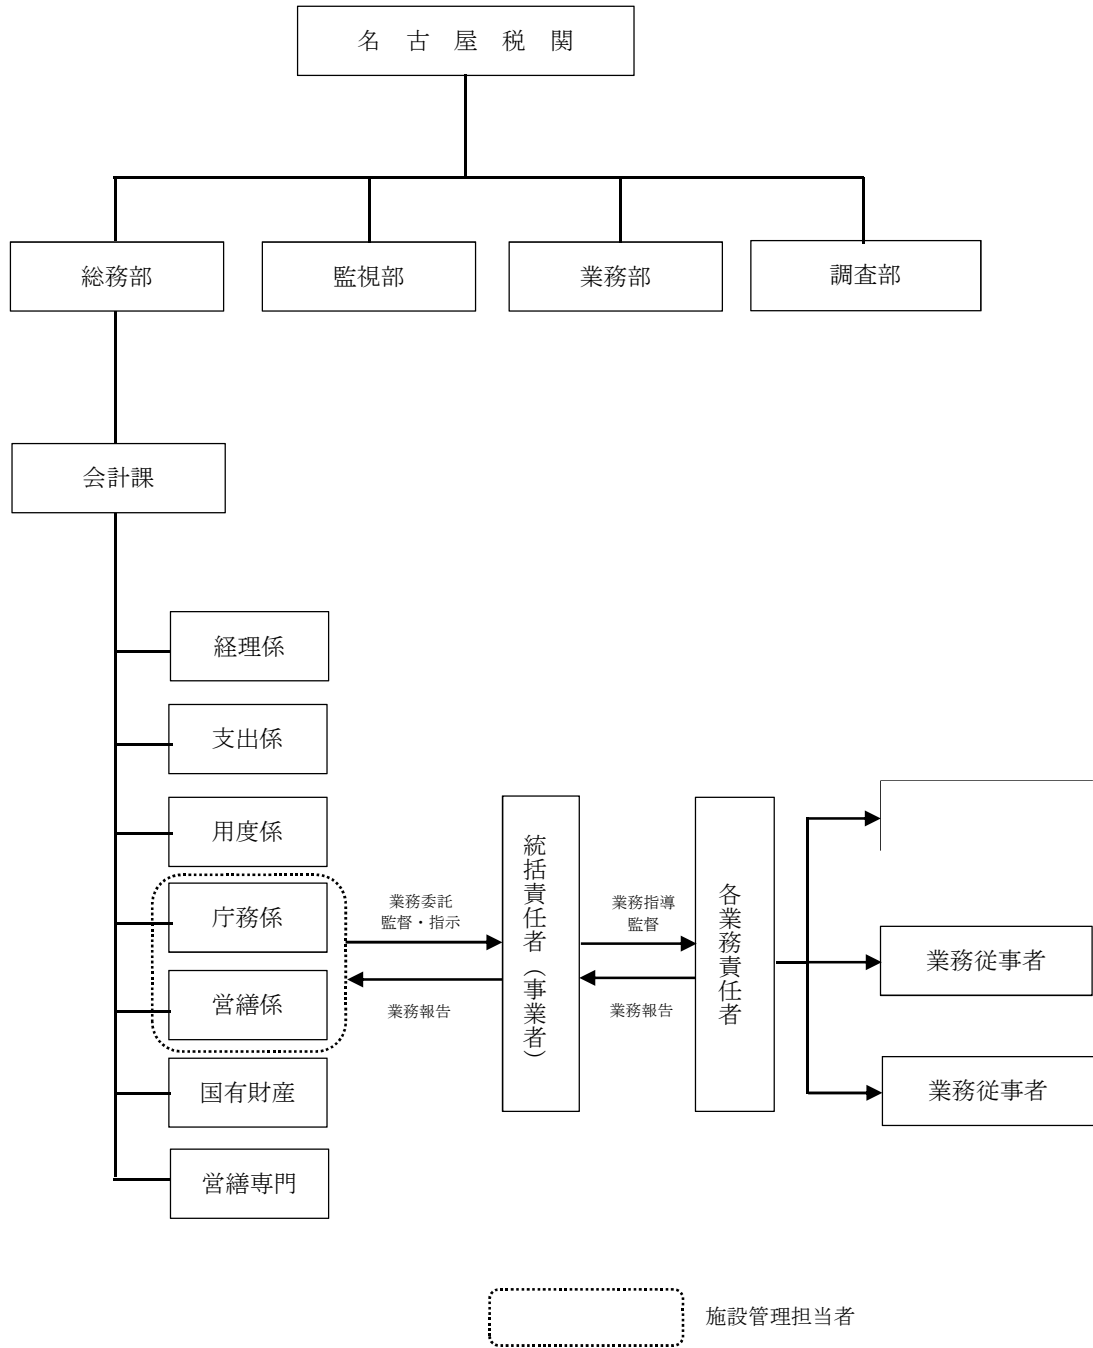 名古屋税関
総務部
監視部
業務部
調査部
会計課
経理係
支出係
用度係
庁務係
営繕係
国有財産
営繕専門
業務委託
監督・指示
業務報告
統括責任者（事業者）
業務指導
監督
業務報告
各業務責任者
業務従事者
業務従事者
施設管理担当者